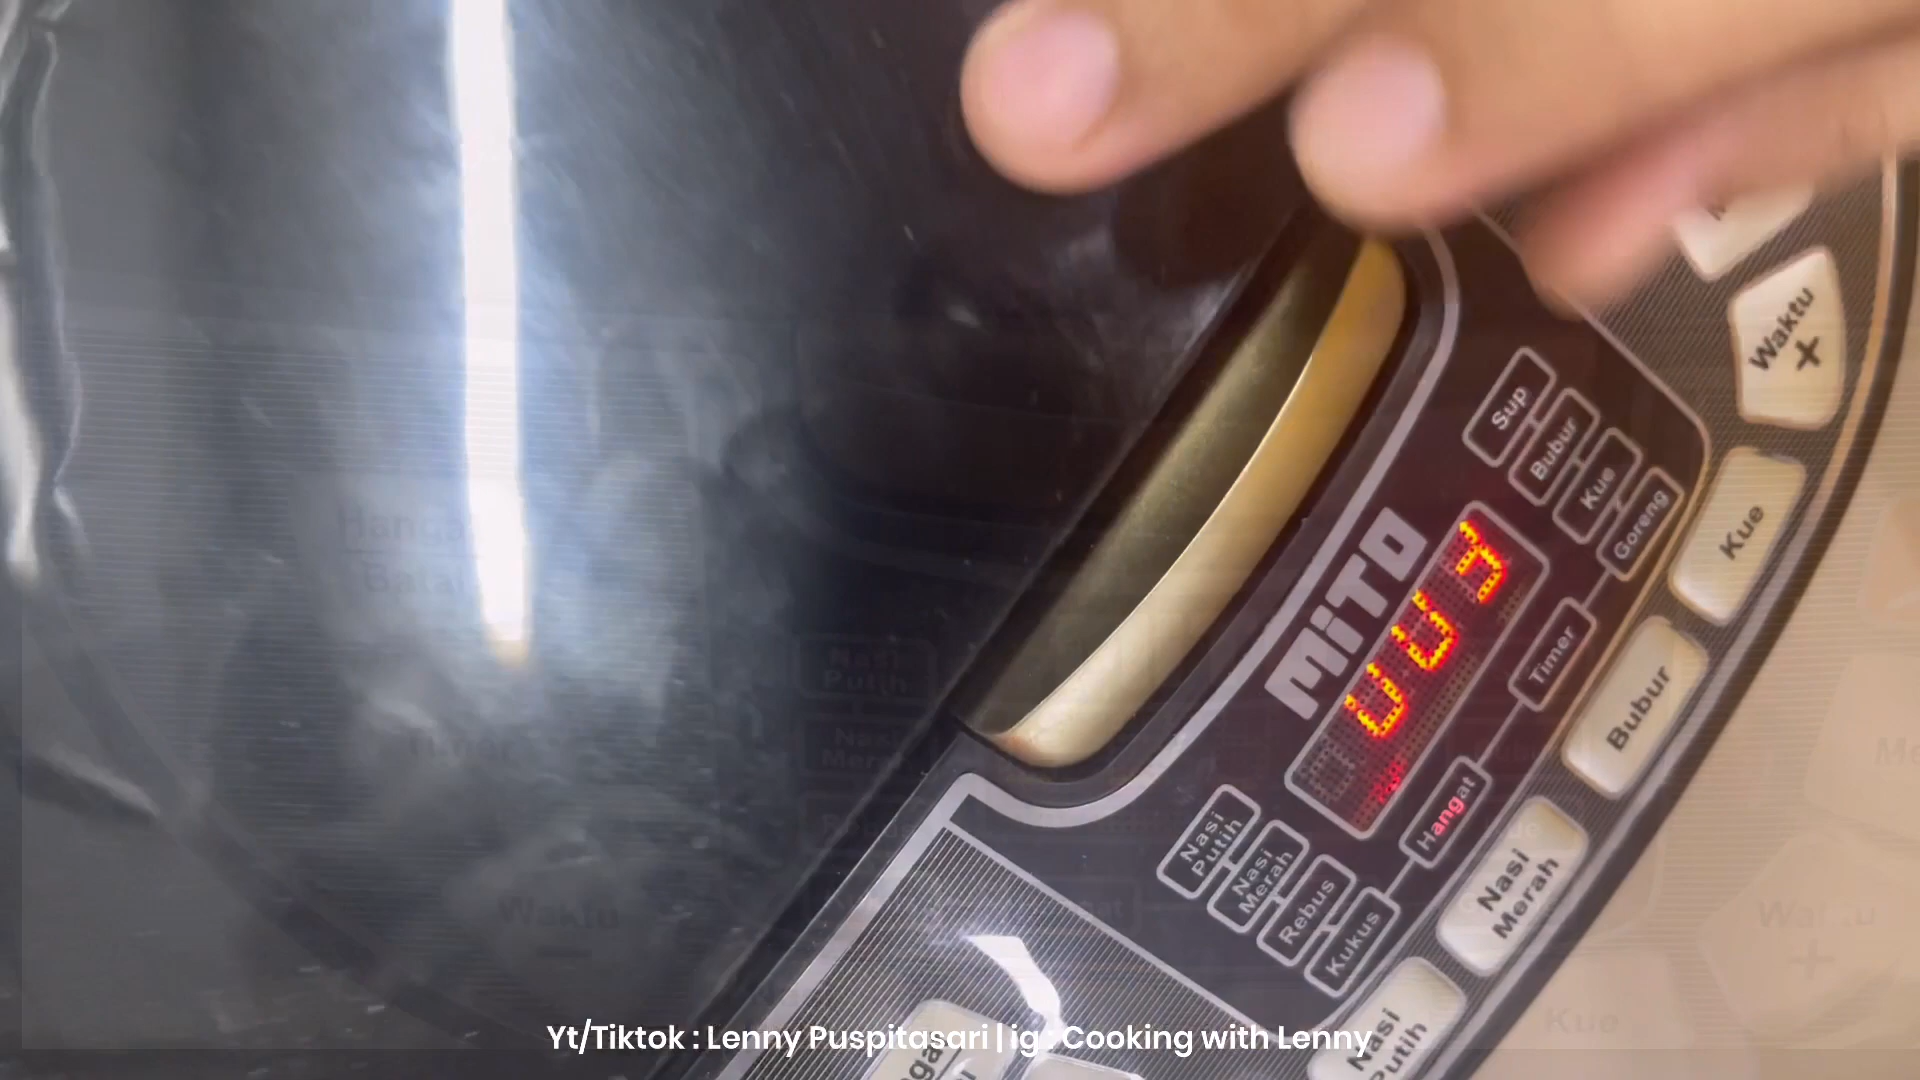 Waktu
+
Sup
Bubur
Kue
Goreng
Kue
MiTO
Timer
Bubur
Hangat
Nasi
Putih
Nasi
Merah
Rebus
Kukus
Nasi
Merah
Nasi
Putih
Yt/Tiktok : Lenny Puspitasari | ig : Cooking with Lenny